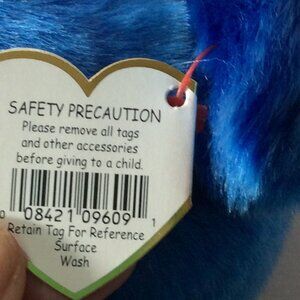 SAFETY PRECAUTION
Please remove all tags
and other accessories
before giving to a child.
0 08421 09609 1
Retain Tag For Reference
Surface
Wash